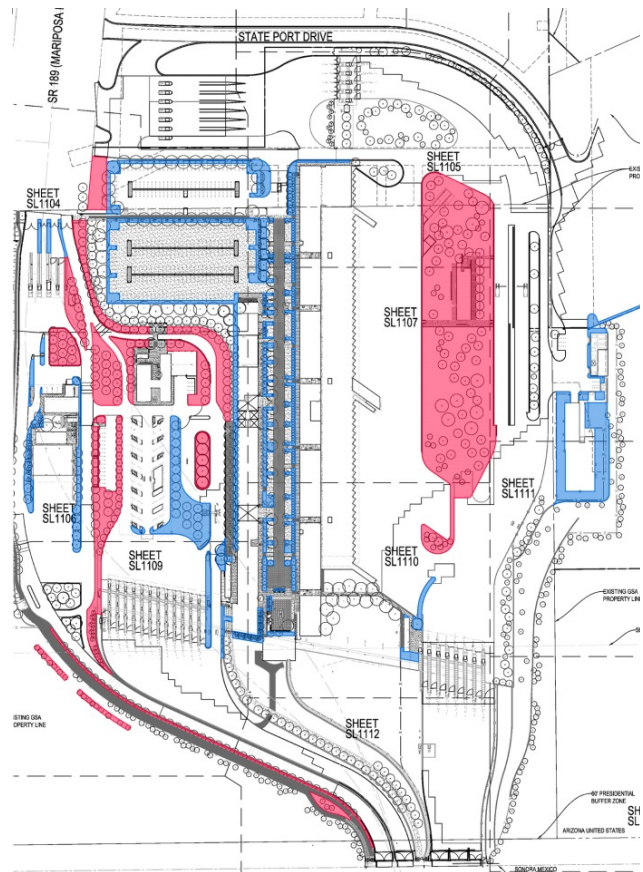 STATE PORT DRIVE
SR 189 (MARIPOSA
SHEET
SL1105
SHEET
SL1104
SHEET
SL1107
SHEET
SL1111
SHEET
SL1106
SHEET
SL1109
SHEET
SL1110
EXISTING GSA
PROPERTY LINE
SHEET
SL1112
ISTING GSA
OPERTY LINE
60' PRESIDENTIAL
BUFFER ZONE
SH
SL
ARIZONA UNITED STATES
SONORA MEXICO